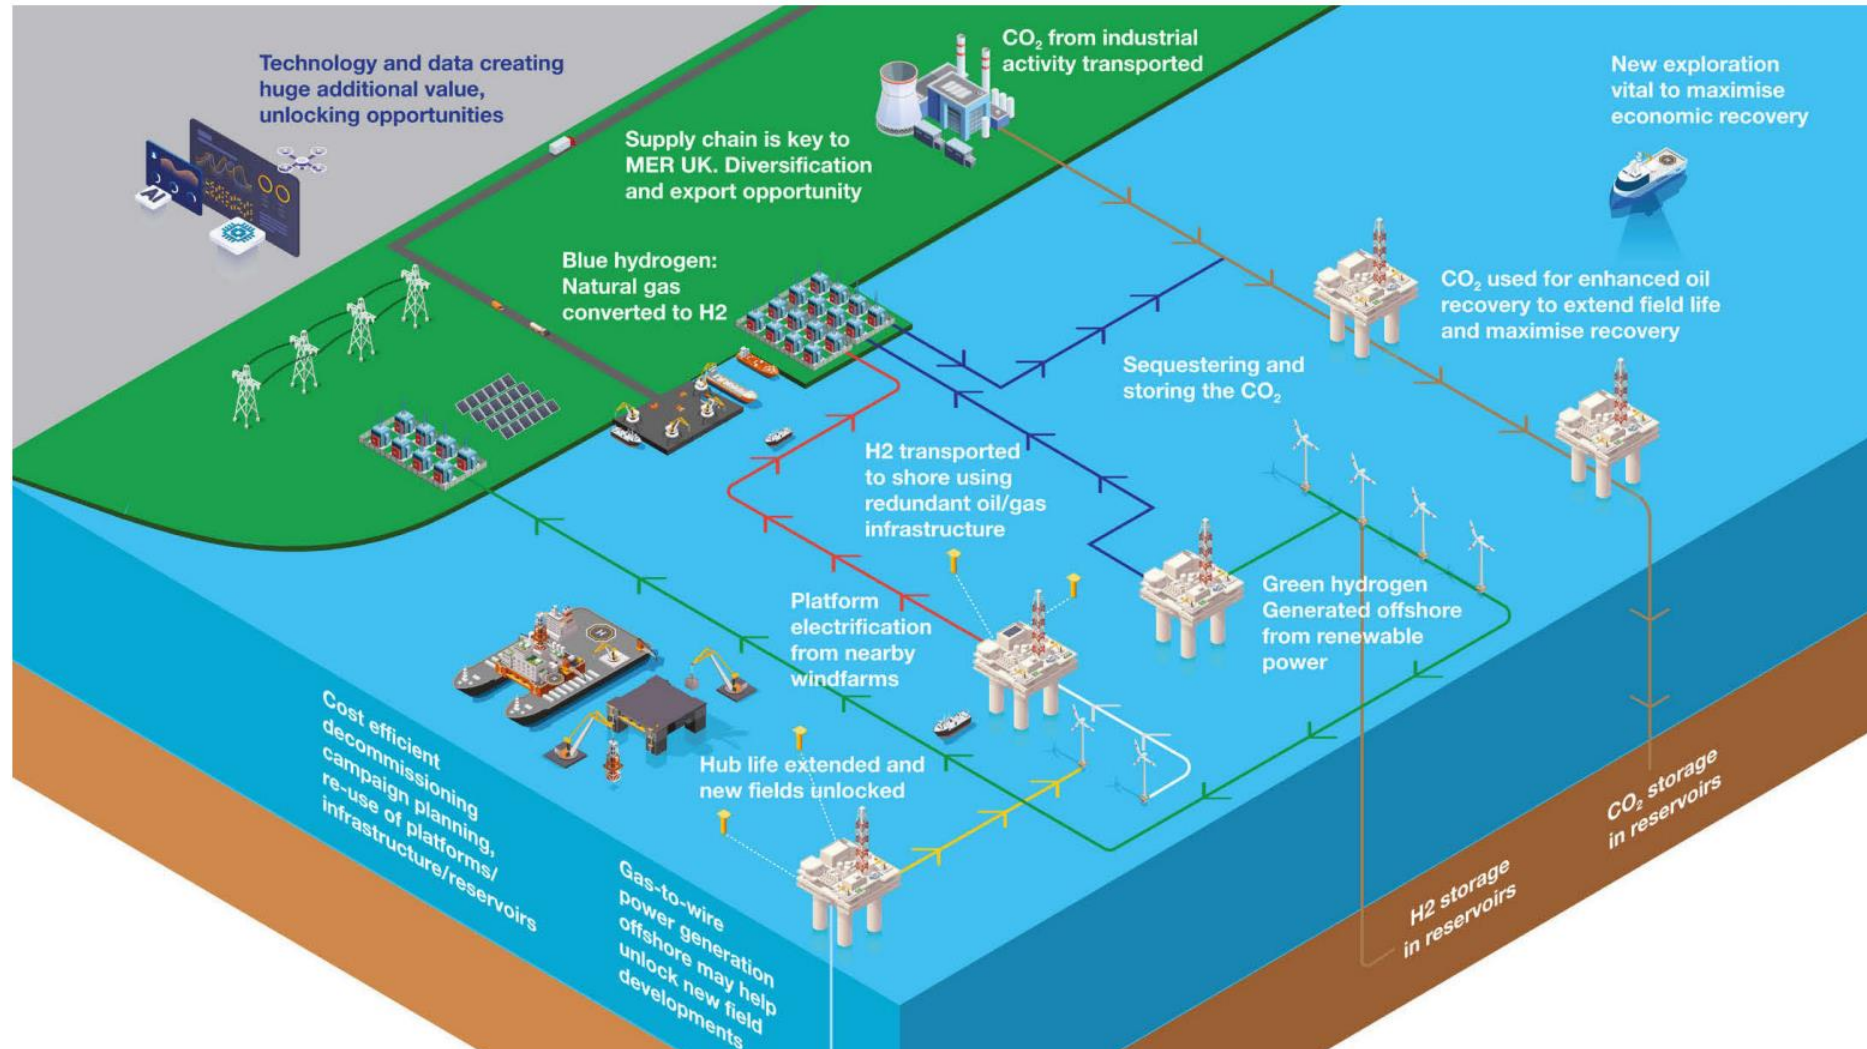 Technology and data creating
huge additional value,
unlocking opportunities
AI
CO₂ from industrial
activity transported
New exploration
vital to maximise
economic recovery
Supply chain is key to
MER UK. Diversification
and export opportunity
Blue hydrogen:
Natural gas
converted to H2
CO₂ used for enhanced oil
recovery to extend field life
and maximise recovery
Sequestering and
storing the CO₂
H2 transported
to shore using
redundant oil/gas
infrastructure
Green hydrogen
Generated offshore
from renewable
power
Platform
electrification
from nearby
windfarms
H
Hub life extended and
new fields unlocked
Cost efficient
decommissioning
campaign planning,
re-use of platforms/
infrastructure/reservoirs
Gas-to-wire
power generation
offshore may help
unlock new field
developments
CO₂ storage
in reservoirs
H2 storage
in reservoirs